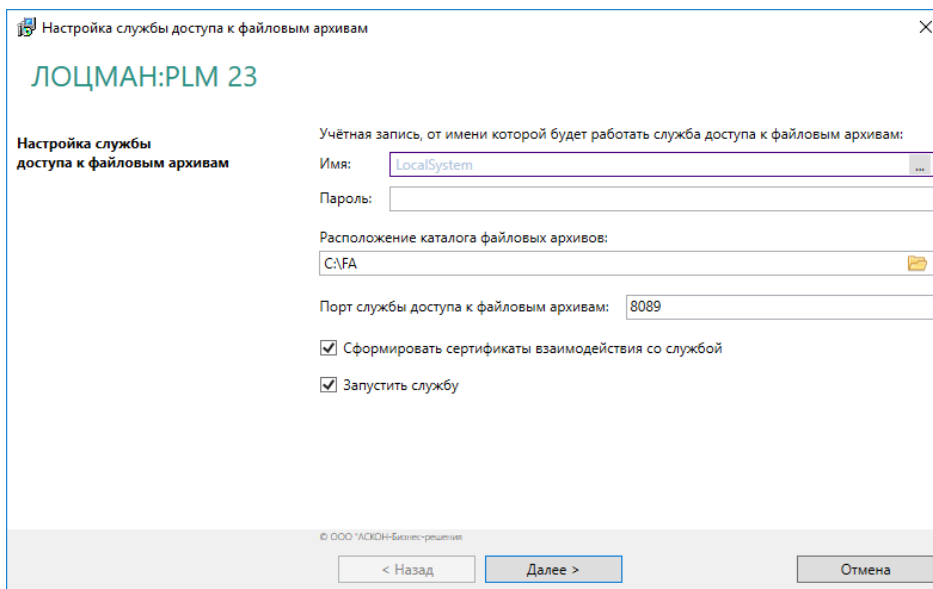 Настройка службы доступа к файловым архивам
ЛОЦМАН:PLM 23
Настройка службы
доступа к файловым архивам
Учётная запись, от имени которой будет работать служба доступа к файловым архивам:
Имя: LocalSystem ...
Пароль:
Расположение каталога файловых архивов:
C:\FA
Порт службы доступа к файловым архивам: 8089
Сформировать сертификаты взаимодействия со службой
Запустить службу
© ООО "АСКОН-Бизнес-решения
< Назад Далее > Отмена